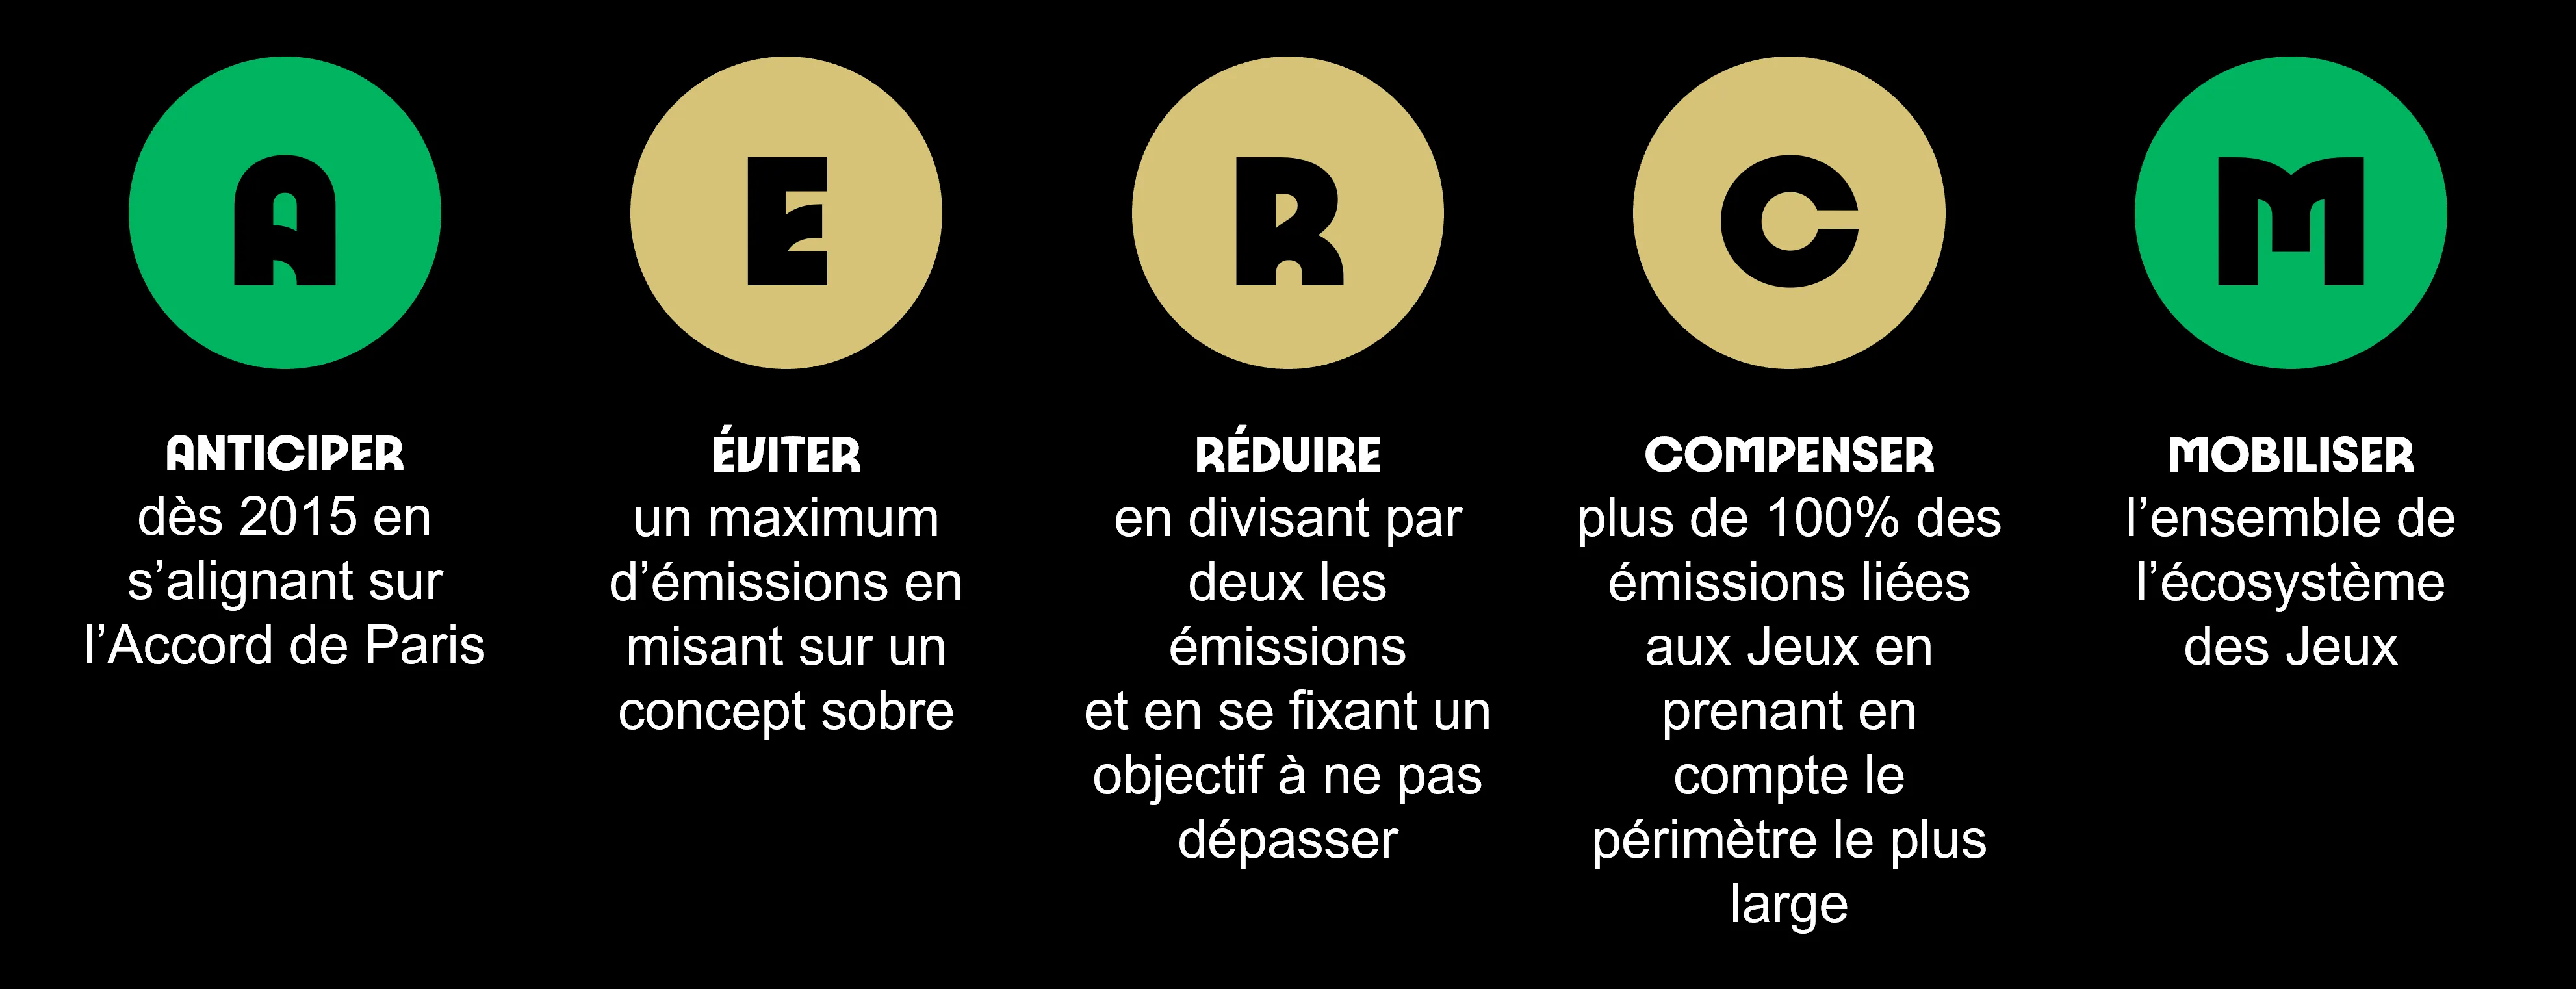 A
E
R
C
M
ANTICIPER
dès 2015 en
s’alignant sur
l’Accord de Paris
ÉVITER
un maximum
d’émissions en
misant sur un
concept sobre
RÉDUIRE
en divisant par
deux les
émissions
et en se fixant un
objectif à ne pas
dépasser
COMPENSER
plus de 100% des
émissions liées
aux Jeux en
prenant en
compte le
périmètre le plus
large
MOBILISER
l’ensemble de
l’écosystème
des Jeux